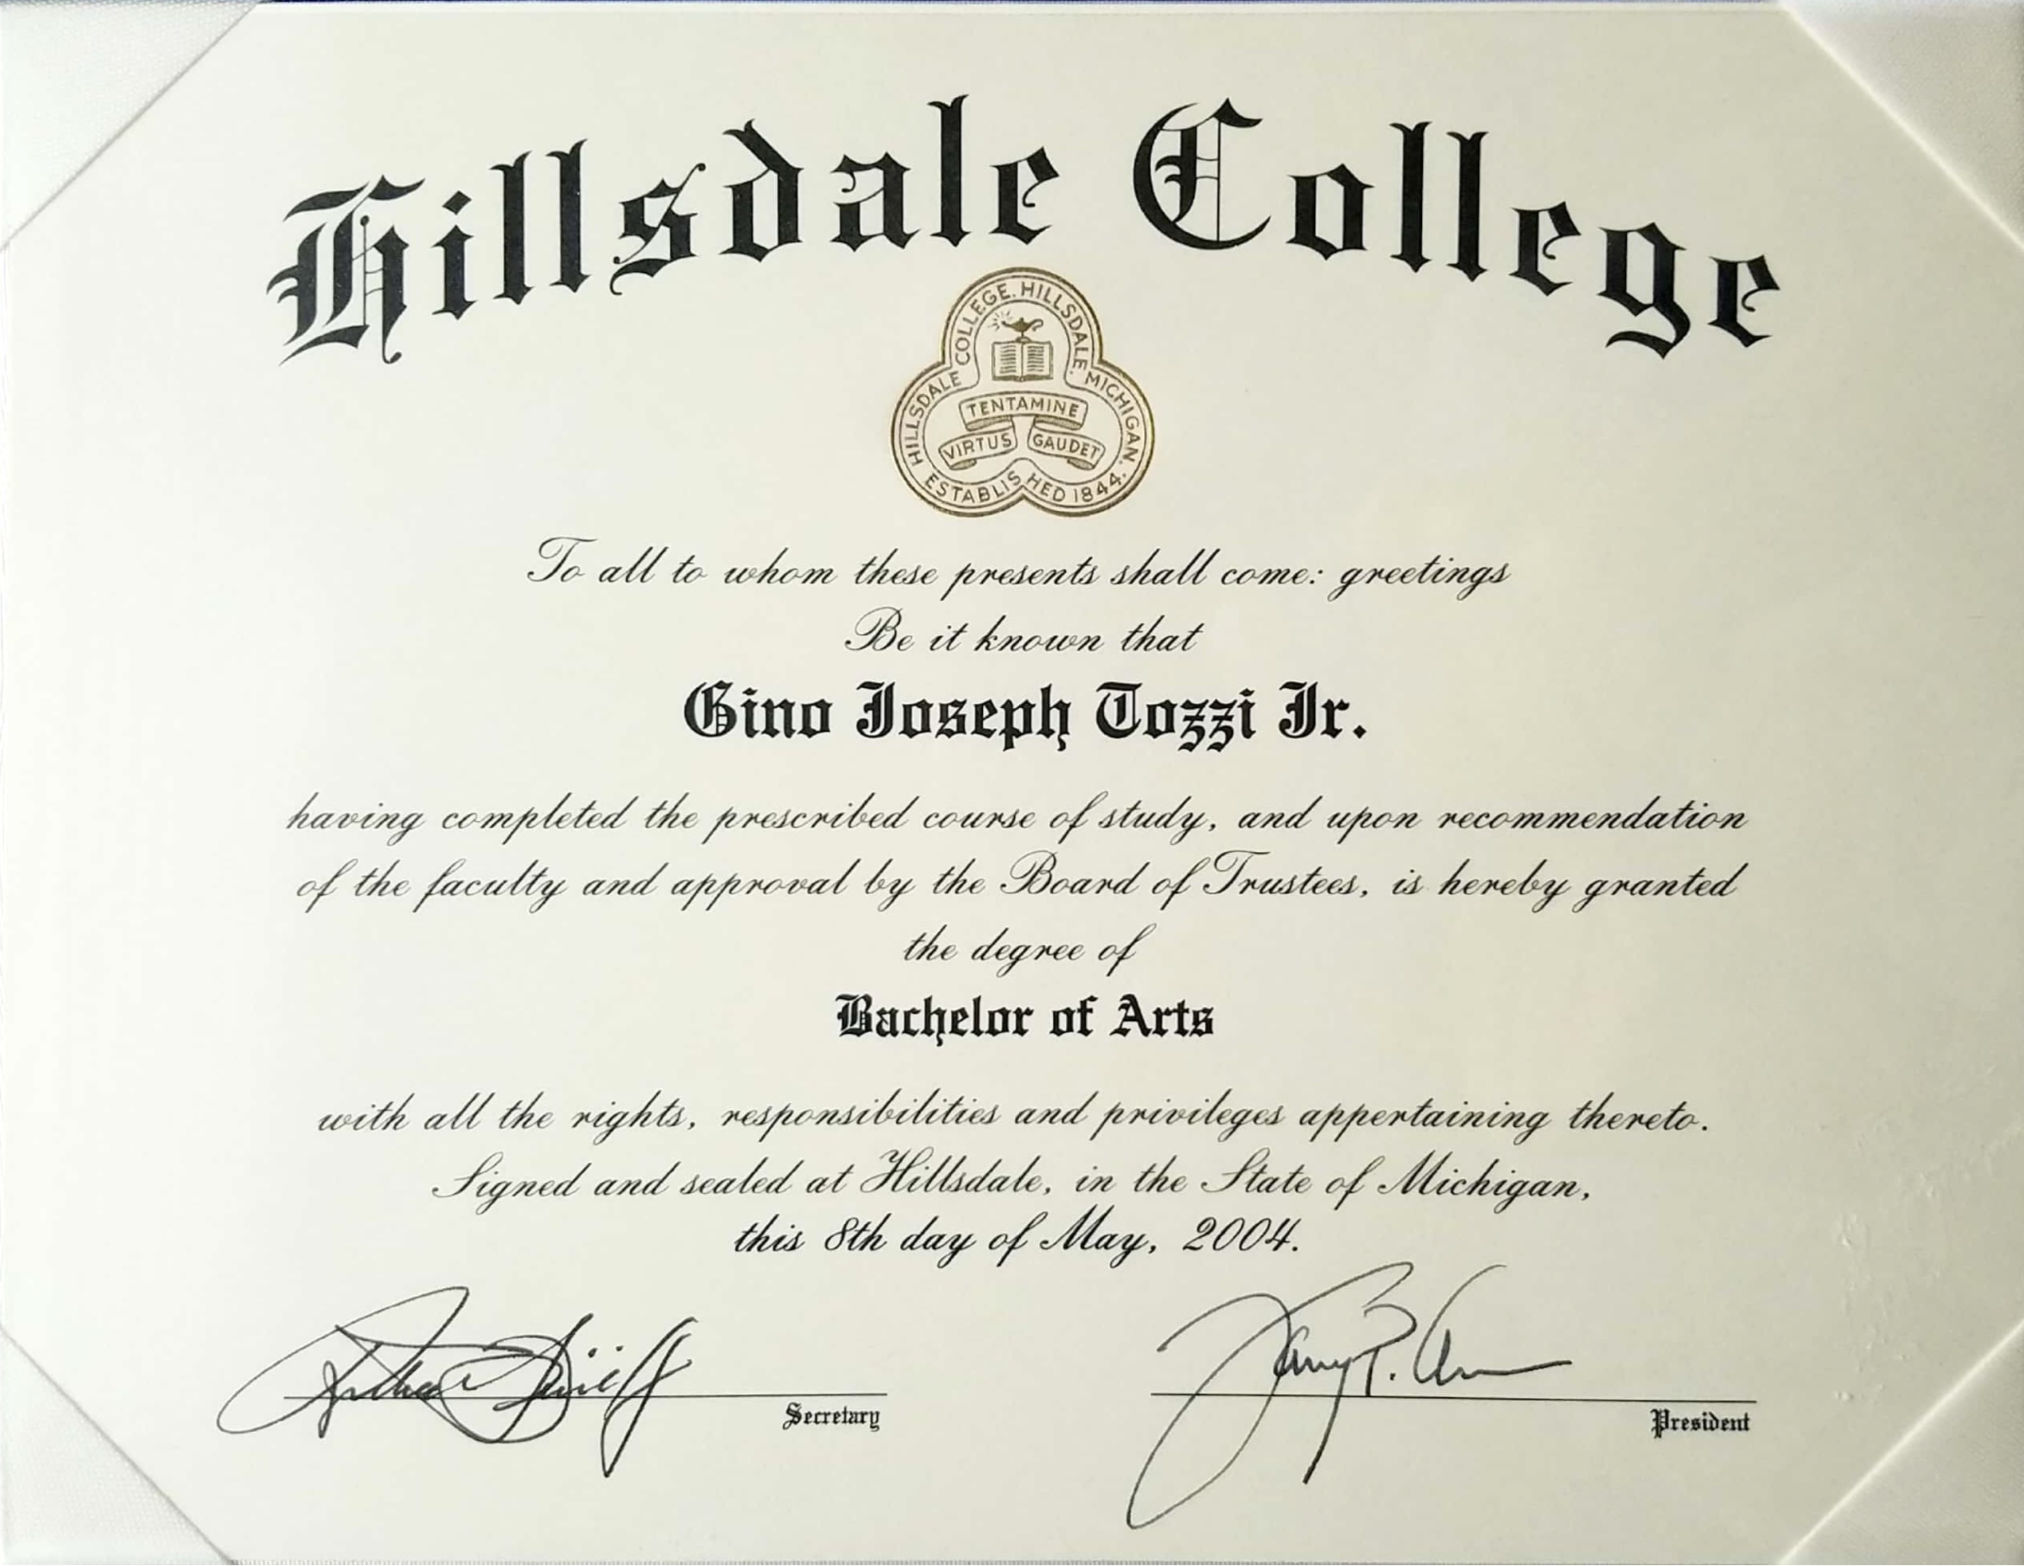 Hillsdale College
HILLSDALE COLLEGE. HILLSDALE. MICHIGAN.
TENTAMINE
VIRTUS GAUDET
ESTABLISHED 1844.
To all to whom these presents shall come: greetings
Be it known that
Gino Joseph Tozzi Jr.
having completed the prescribed course of study, and upon recommendation
of the faculty and approval by the Board of Trustees, is hereby granted
the degree of
Bachelor of Arts
with all the rights, responsibilities and privileges appertaining thereto.
Signed and sealed at Hillsdale, in the State of Michigan,
this 8th day of May, 2004.
Secretary
President